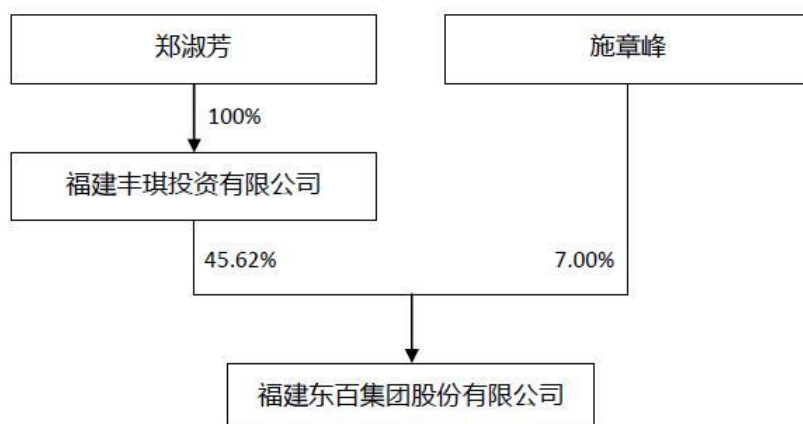 郑淑芳
施章峰
100%
福建丰琪投资有限公司
45.62%
7.00%
福建东百集团股份有限公司